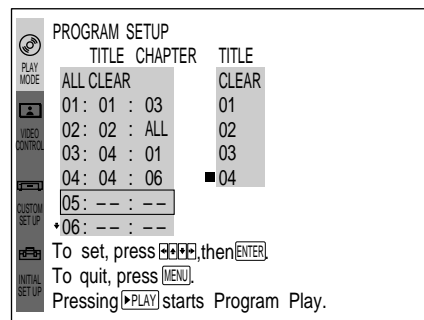 PROGRAM SETUP
TITLE CHAPTER TITLE
ALL CLEAR CLEAR
01: 01 : 03 01
02: 02 : ALL 02
03: 04 : 01 03
04: 04 : 06 04
05: -- : --
06: -- : --
To set, press ,then ENTER.
To quit, press MENU.
Pressing PLAY starts Program Play.
PLAY
MODE
VIDEO
CONTROL
CUSTOM
SET UP
INITIAL
SET UP